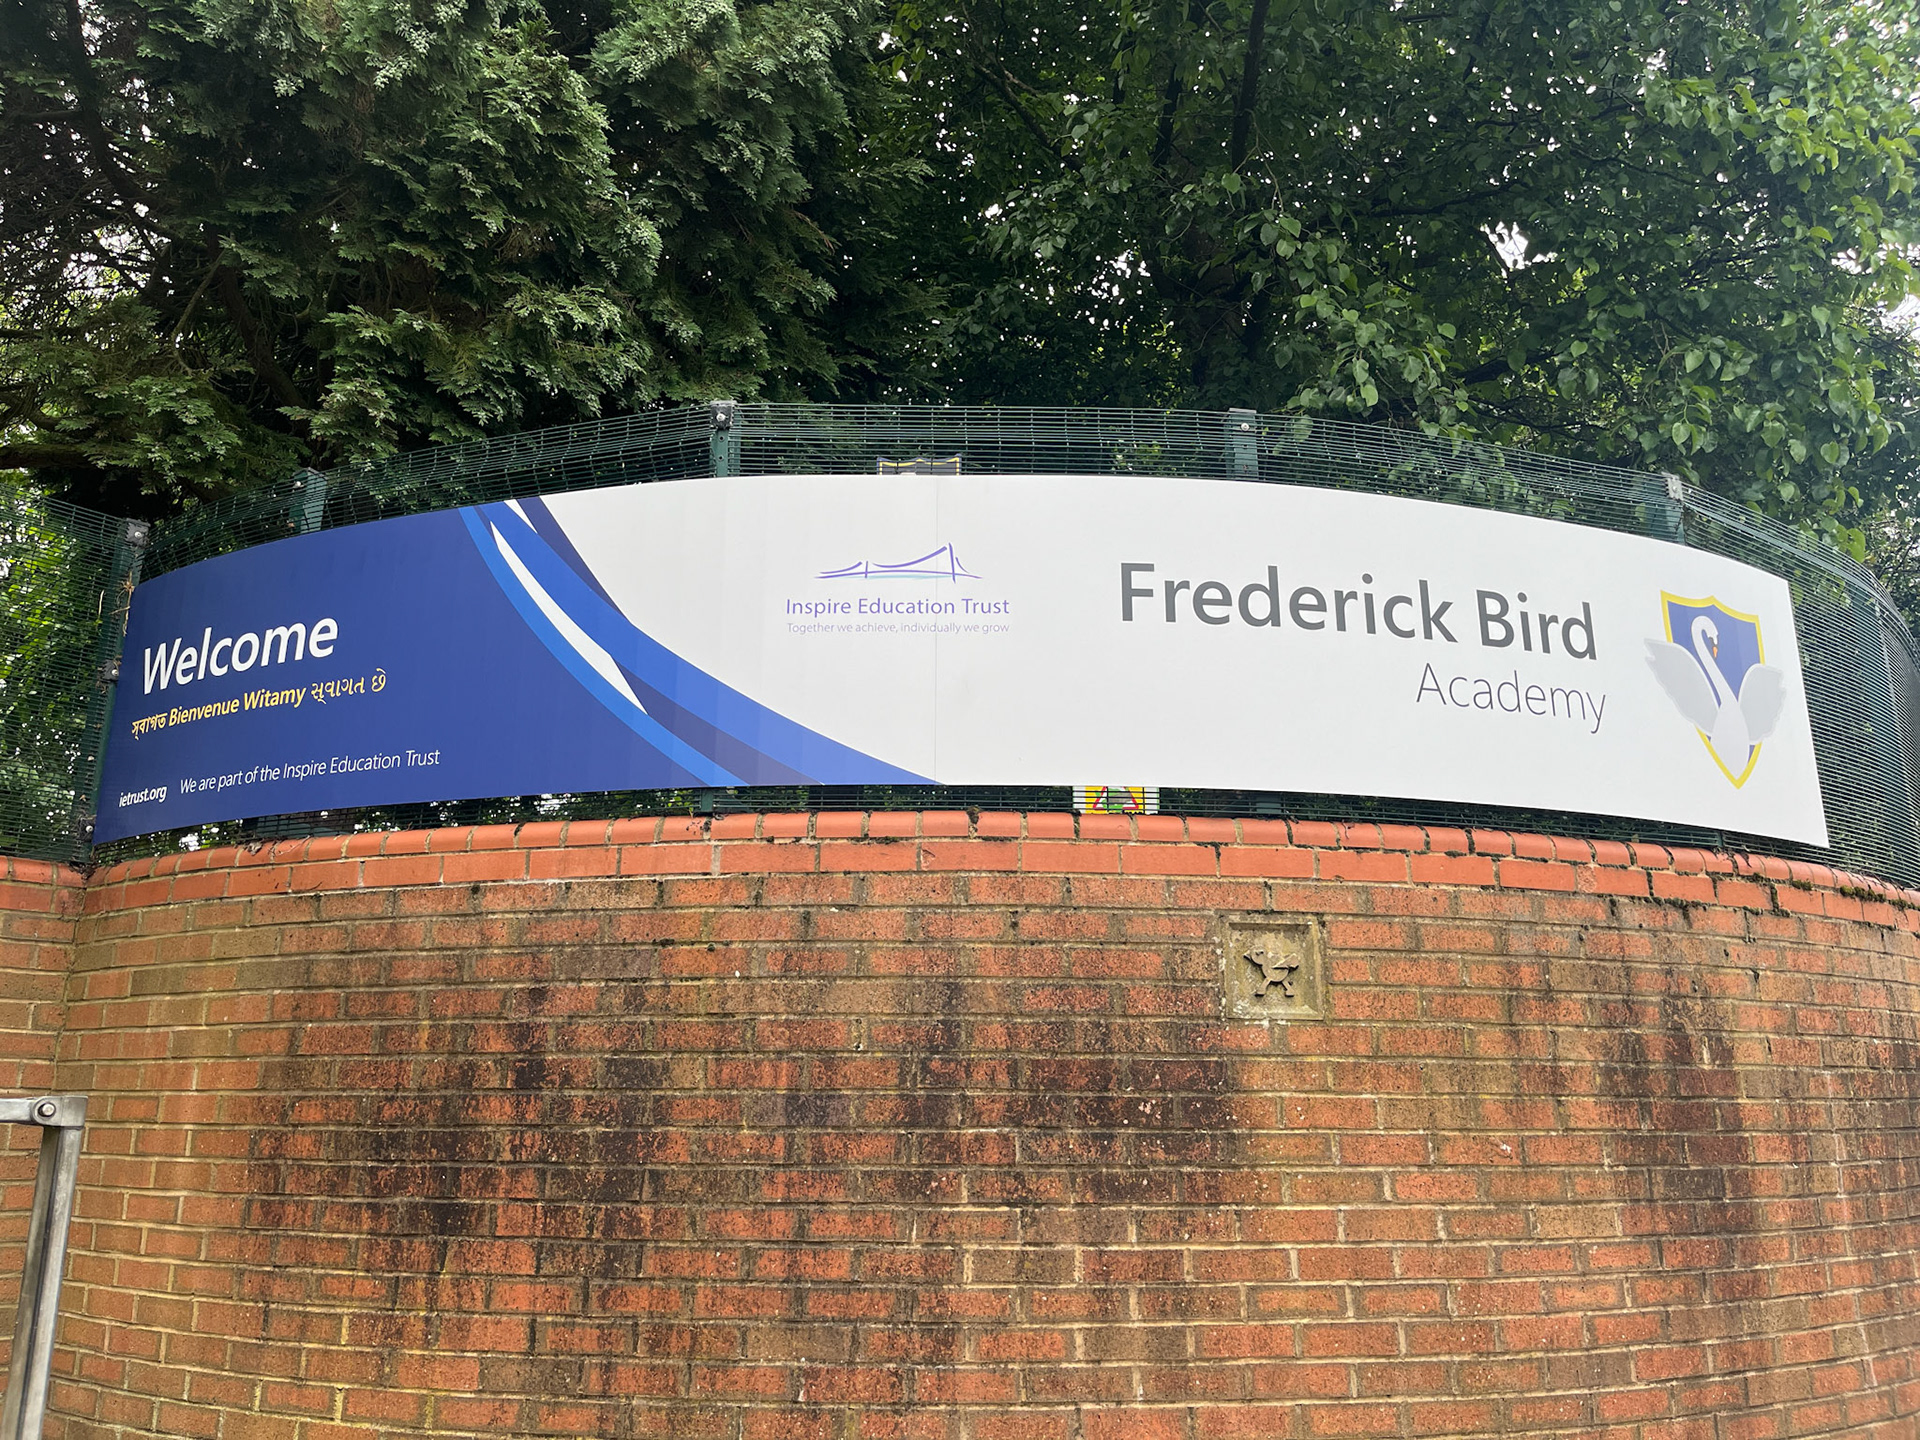 Welcome
স্বাগত Bienvenue Witamy સ્વાગત છે
ietrust.org We are part of the Inspire Education Trust
Inspire Education Trust
Together we achieve, individually we grow
Frederick Bird
Academy